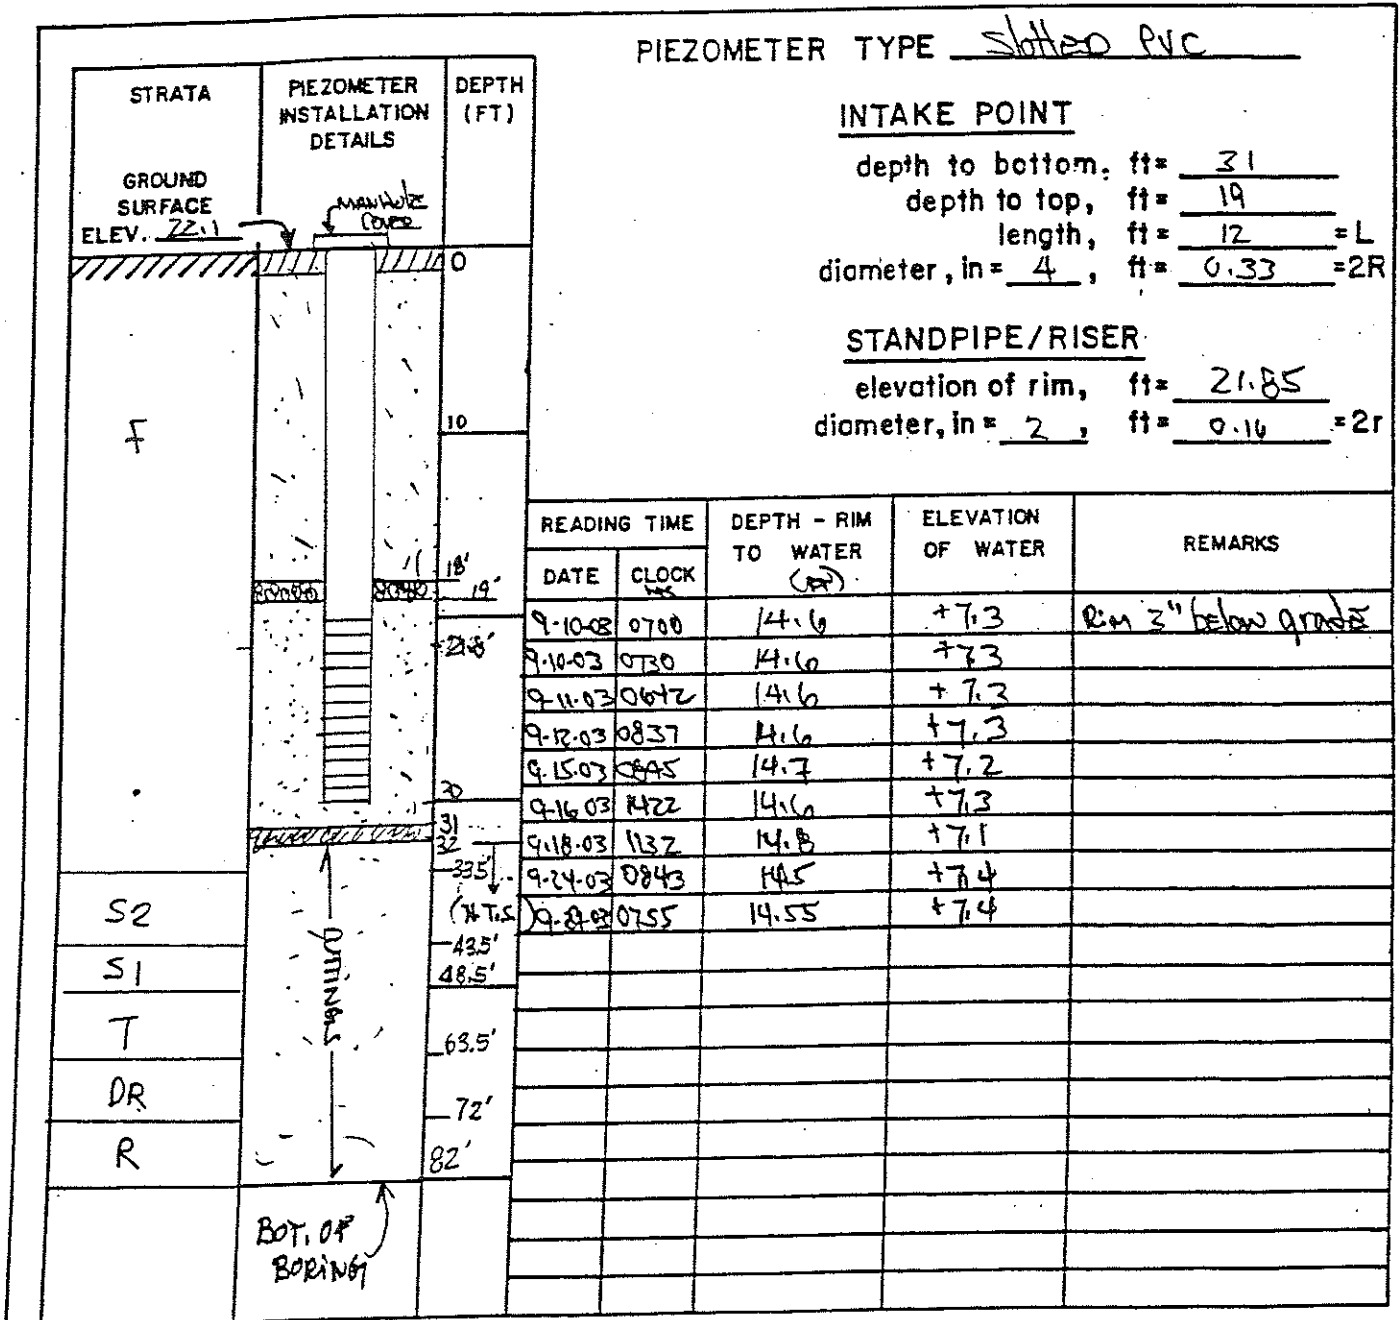 PIEZOMETER TYPE Slotted PVC
STRATA
PIEZOMETER
INSTALLATION
DETAILS
DEPTH
(FT)
GROUND
SURFACE
ELEV. 22.1
MANHOLE
COVER
INTAKE POINT
depth to bottom, ft= 31
depth to top, ft= 19
length, ft= 12 =L
diameter, in= 4, ft= 0.33 =2R
STANDPIPE/RISER
elevation of rim, ft= 21.85
diameter, in= 2, ft= 0.16 =2r
0
F
10
18'
19'
21.8'
30
31
32
33.5'
S2
(N.T.S.)
43.5'
S1
48.5'
T
63.5'
DR
72'
R
82'
CUTTINGS
BOT. OF
BORING
READING TIME
DATE CLOCK
DEPTH - RIM
TO WATER
ELEVATION
OF WATER
REMARKS
9-10-03 0700 14.6 +7.3 Rim 3" below grade
9-10-03 0730 14.6 +7.3
9-11-03 0642 14.6 +7.3
9-12-03 0837 14.6 +7.3
9-15-03 0845 14.7 +7.2
9-16-03 1422 14.6 +7.3
9-18-03 1132 14.8 +7.1
9-24-03 0843 14.5 +7.4
0755 14.55 +7.4